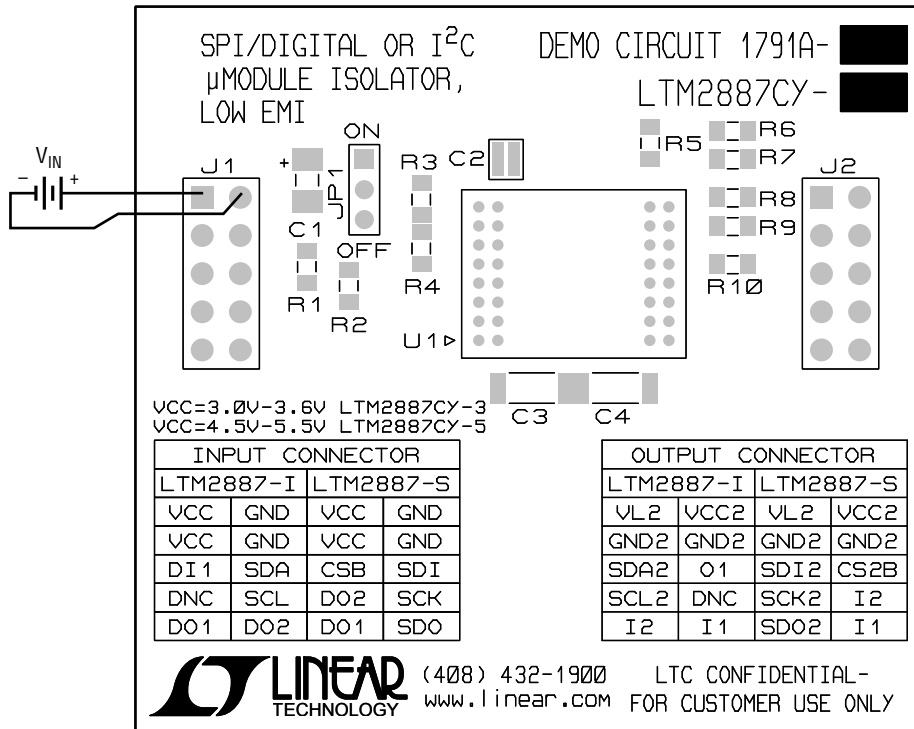 SPI/DIGITAL OR I²C
µMODULE ISOLATOR,
LOW EMI
DEMO CIRCUIT 1791A-
LTM2887CY-
VIN
- +
J1
+
C1
ON
JP1
OFF
R1
R2
R3
R4
C2
U1
R5
R6
R7
R8
R9
R10
J2
C3
C4
VCC=3.0V-3.6V LTM2887CY-3
VCC=4.5V-5.5V LTM2887CY-5
INPUT CONNECTOR
LTM2887-I LTM2887-S
VCC GND VCC GND
VCC GND VCC GND
DI1 SDA CSB SDI
DNC SCL DO2 SCK
DO1 DO2 DO1 SDO
OUTPUT CONNECTOR
LTM2887-I LTM2887-S
VL2 VCC2 VL2 VCC2
GND2 GND2 GND2 GND2
SDA2 O1 SDI2 CS2B
SCL2 DNC SCK2 I2
I2 I1 SDO2 I1
LINEAR
TECHNOLOGY
(408) 432-1900
www.linear.com
LTC CONFIDENTIAL-
FOR CUSTOMER USE ONLY